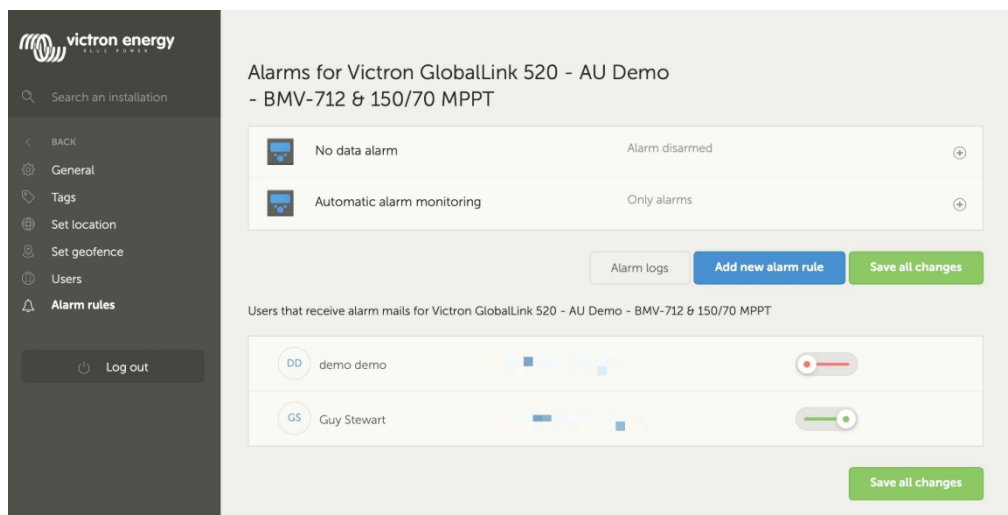 victron energy
BLUE POWER
Search an installation
BACK
General
Tags
Set location
Set geofence
Users
Alarm rules
Log out
Alarms for Victron GlobalLink 520 - AU Demo
- BMV-712 & 150/70 MPPT
No data alarm Alarm disarmed
Automatic alarm monitoring Only alarms
Alarm logs Add new alarm rule Save all changes
Users that receive alarm mails for Victron GlobalLink 520 - AU Demo - BMV-712 & 150/70 MPPT
DD demo demo
GS Guy Stewart
Save all changes